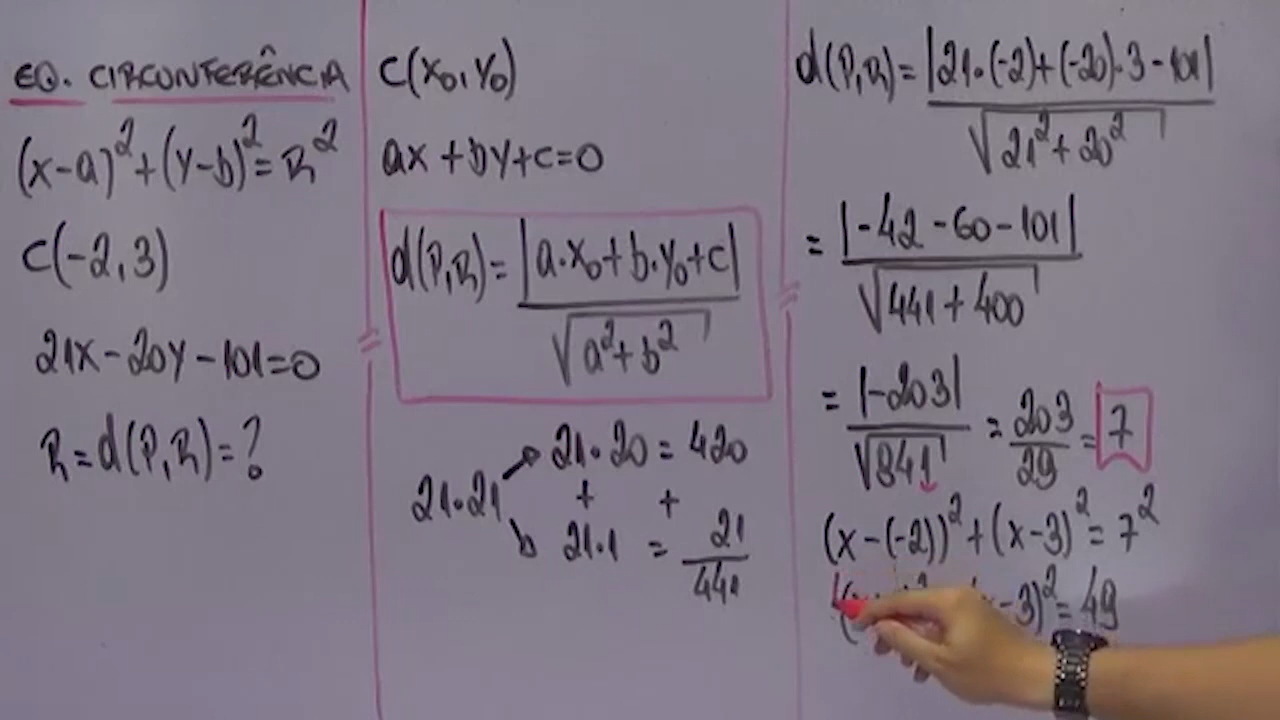 EQ. CIRCONFERÊNCIA
(x-a)²+(y-b)²=R²
C(-2,3)
21x-20y-101=0
R=d(P,R)=?
C(x₀,y₀)
ax+by+c=0
d(P,R)=|a·x₀+b·y₀+c|/√(a²+b²)
21·21
21·20=420
+ +
21·1=21
441
d(P,R)=|21·(-2)+(-20)·3-101|/√(21²+20²)
=|-42-60-101|/√(441+400)
=|-203|/√841=203/29=7
(x-(-2))²+(x-3)²=7²
-3)²=49